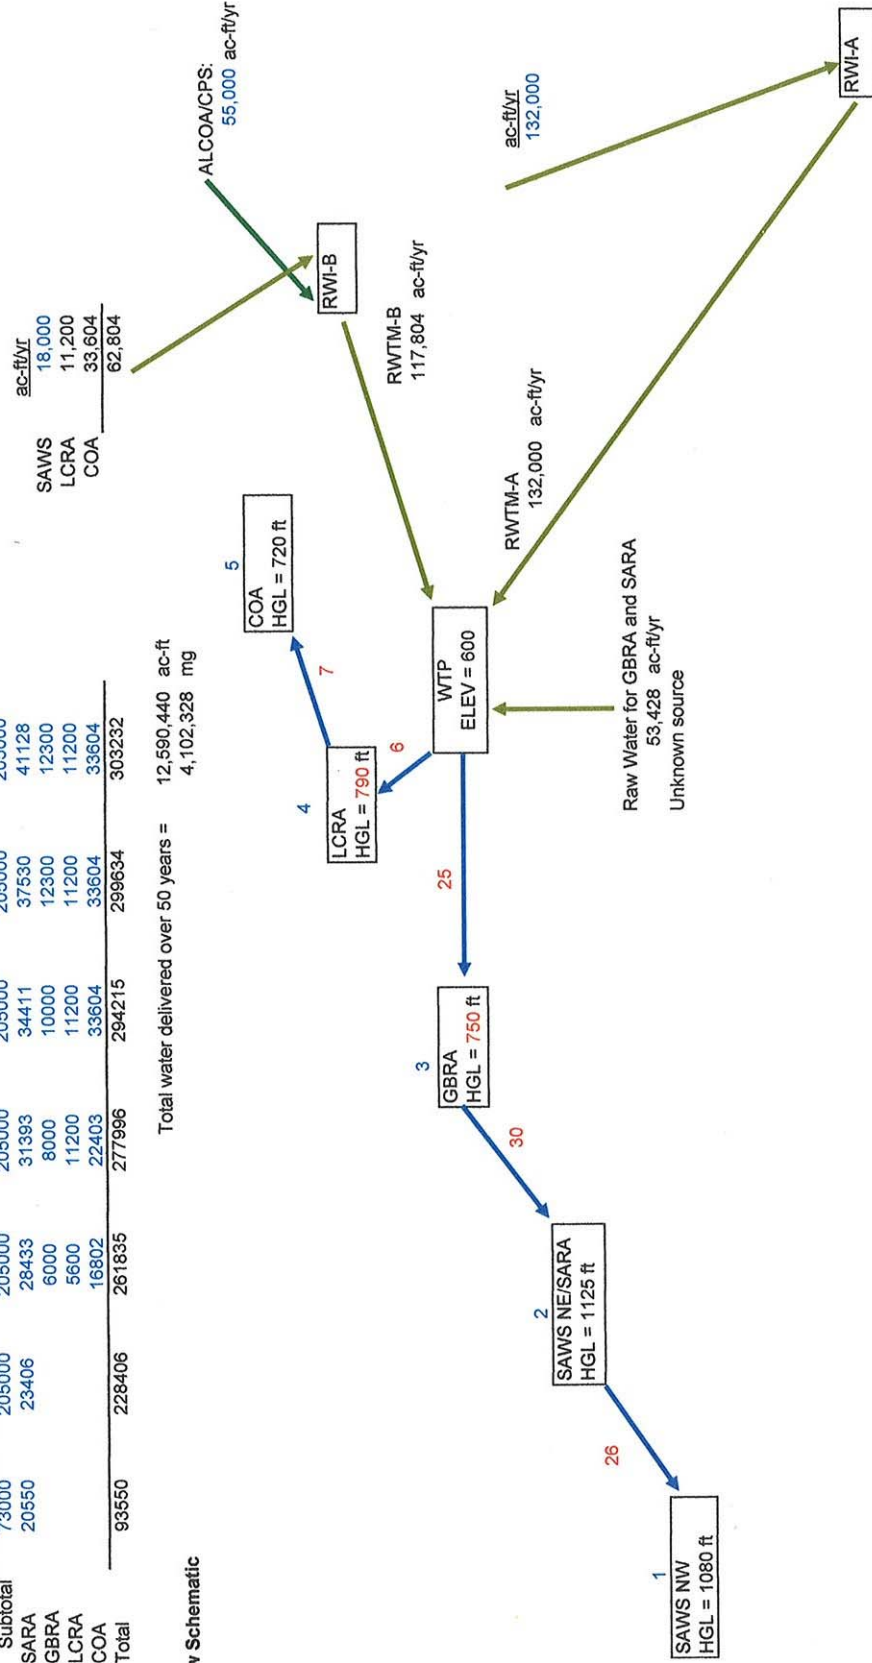 Subtotal 73000 205000 205000 205000 205000 205000 205000
SARA 20550 23406 28433 31393 34411 37530 41128
GBRA 6000 8000 10000 12300 12300
LCRA 5600 11200 11200 11200 11200
COA 16802 22403 33604 33604 33604
Total 93550 228406 261835 277996 294215 299634 303232
Total water delivered over 50 years = 12,590,440 ac-ft
4,102,328 mg
w Schematic
ac-ft/yr
SAWS 18,000
LCRA 11,200
COA 33,604
62,804
ALCOA/CPS:
55,000 ac-ft/yr
RWI-B
RWTM-B
117,804 ac-ft/yr
ac-ft/yr
132,000
RWI-A
RWTM-A
132,000 ac-ft/yr
5
COA
HGL = 720 ft
7
4
LCRA
HGL = 790 ft
6
WTP
ELEV = 600
25
3
GBRA
HGL = 750 ft
30
2
SAWS NE/SARA
HGL = 1125 ft
26
1
SAWS NW
HGL = 1080 ft
Raw Water for GBRA and SARA
53,428 ac-ft/yr
Unknown source